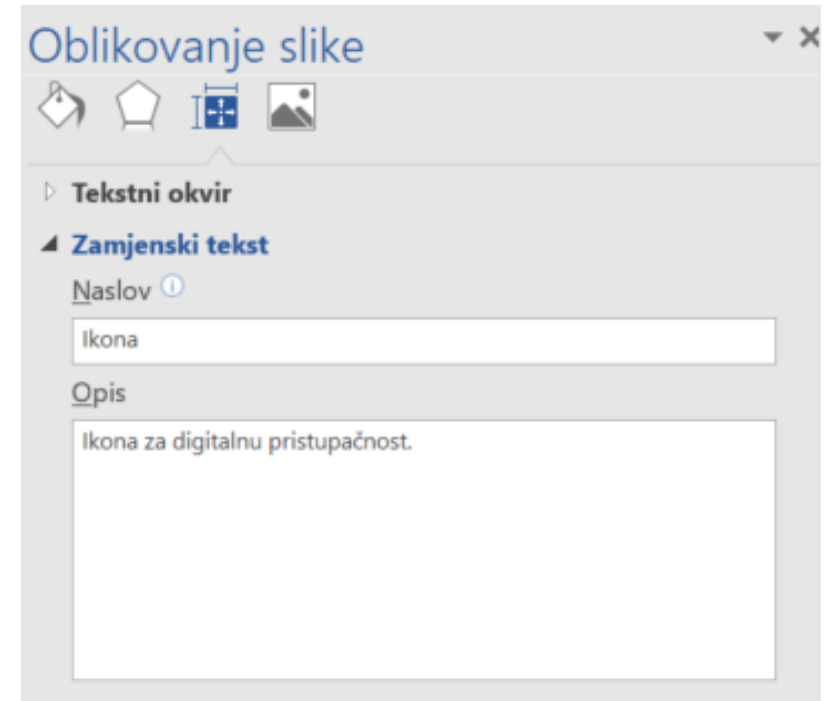 Oblikovanje slike
Tekstni okvir
Zamjenski tekst
Naslov
Ikona
Opis
Ikona za digitalnu pristupačnost.